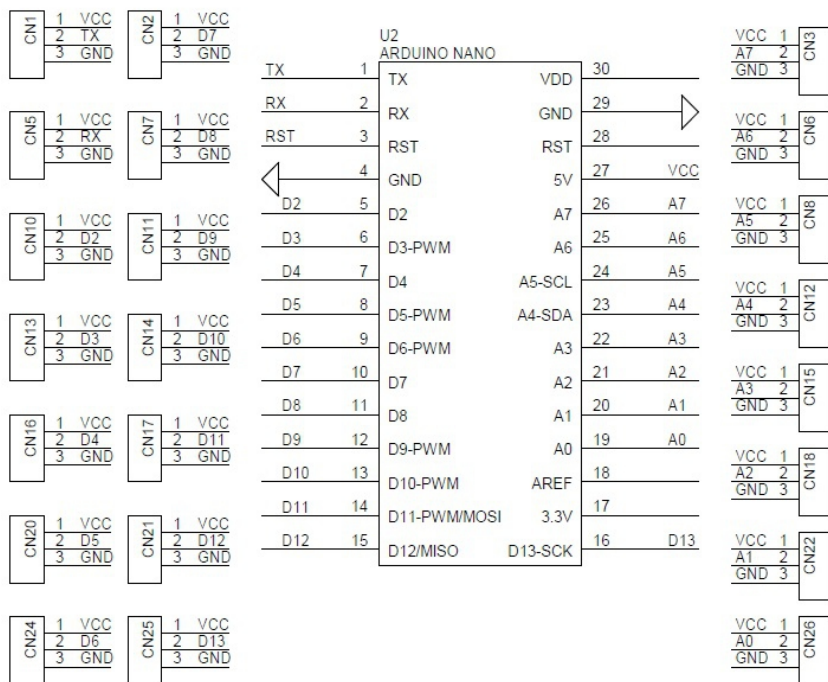 CN1
1 VCC
2 TX
3 GND
CN2
1 VCC
2 D7
3 GND
CN5
1 VCC
2 RX
3 GND
CN7
1 VCC
2 D8
3 GND
CN10
1 VCC
2 D2
3 GND
CN11
1 VCC
2 D9
3 GND
CN13
1 VCC
2 D3
3 GND
CN14
1 VCC
2 D10
3 GND
CN16
1 VCC
2 D4
3 GND
CN17
1 VCC
2 D11
3 GND
CN20
1 VCC
2 D5
3 GND
CN21
1 VCC
2 D12
3 GND
CN24
1 VCC
2 D6
3 GND
CN25
1 VCC
2 D13
3 GND
U2
ARDUINO NANO
TX 1 TX VDD 30
RX 2 RX GND 29
RST 3 RST RST 28
4 GND 5V 27 VCC
D2 5 D2 A7 26 A7
D3 6 D3-PWM A6 25 A6
D4 7 D4 A5-SCL 24 A5
D5 8 D5-PWM A4-SDA 23 A4
D6 9 D6-PWM A3 22 A3
D7 10 D7 A2 21 A2
D8 11 D8 A1 20 A1
D9 12 D9-PWM A0 19 A0
D10 13 D10-PWM AREF 18
D11 14 D11-PWM/MOSI 3.3V 17
D12 15 D12/MISO D13-SCK 16 D13
VCC 1
A7 2
GND 3
CN3
VCC 1
A6 2
GND 3
CN6
VCC 1
A5 2
GND 3
CN8
VCC 1
A4 2
GND 3
CN12
VCC 1
A3 2
GND 3
CN15
VCC 1
A2 2
GND 3
CN18
VCC 1
A1 2
GND 3
CN22
VCC 1
A0 2
GND 3
CN26